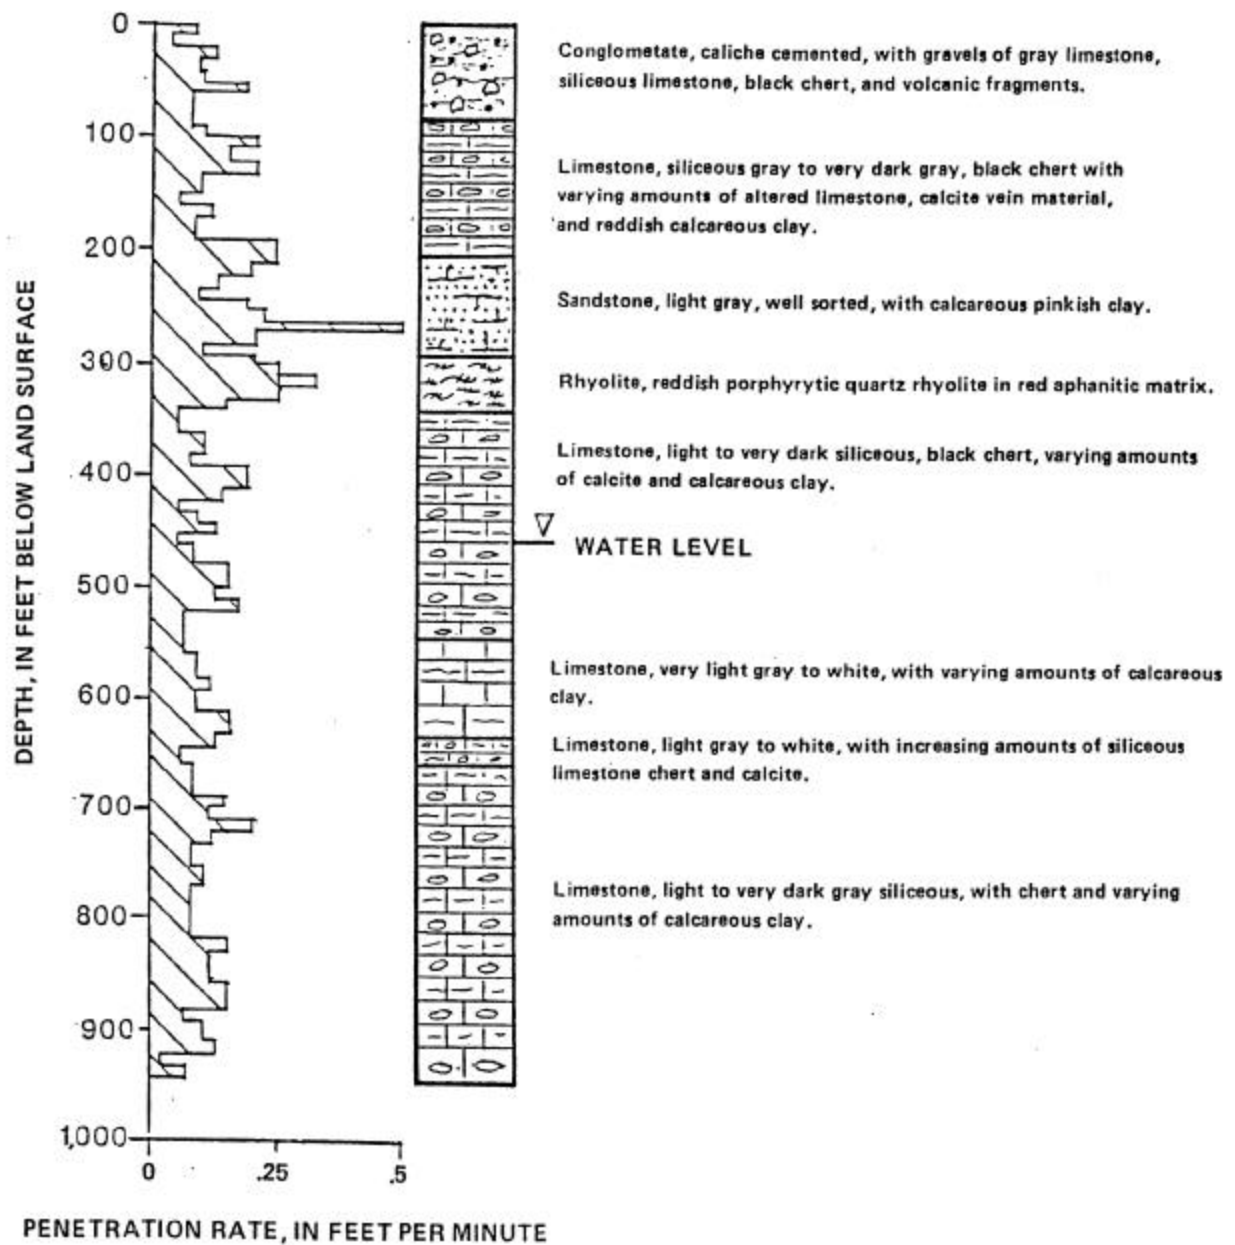 0
Conglometate, caliche cemented, with gravels of gray limestone,
siliceous limestone, black chert, and volcanic fragments.
100
Limestone, siliceous gray to very dark gray, black chert with
varying amounts of altered limestone, calcite vein material,
and reddish calcareous clay.
200
Sandstone, light gray, well sorted, with calcareous pinkish clay.
300
Rhyolite, reddish porphyrytic quartz rhyolite in red aphanitic matrix.
Limestone, light to very dark siliceous, black chert, varying amounts
of calcite and calcareous clay.
400
WATER LEVEL
500
Limestone, very light gray to white, with varying amounts of calcareous
clay.
600
Limestone, light gray to white, with increasing amounts of siliceous
limestone chert and calcite.
700
Limestone, light to very dark gray siliceous, with chert and varying
amounts of calcareous clay.
800
900
1,000
DEPTH, IN FEET BELOW LAND SURFACE
0 .25 .5
PENETRATION RATE, IN FEET PER MINUTE